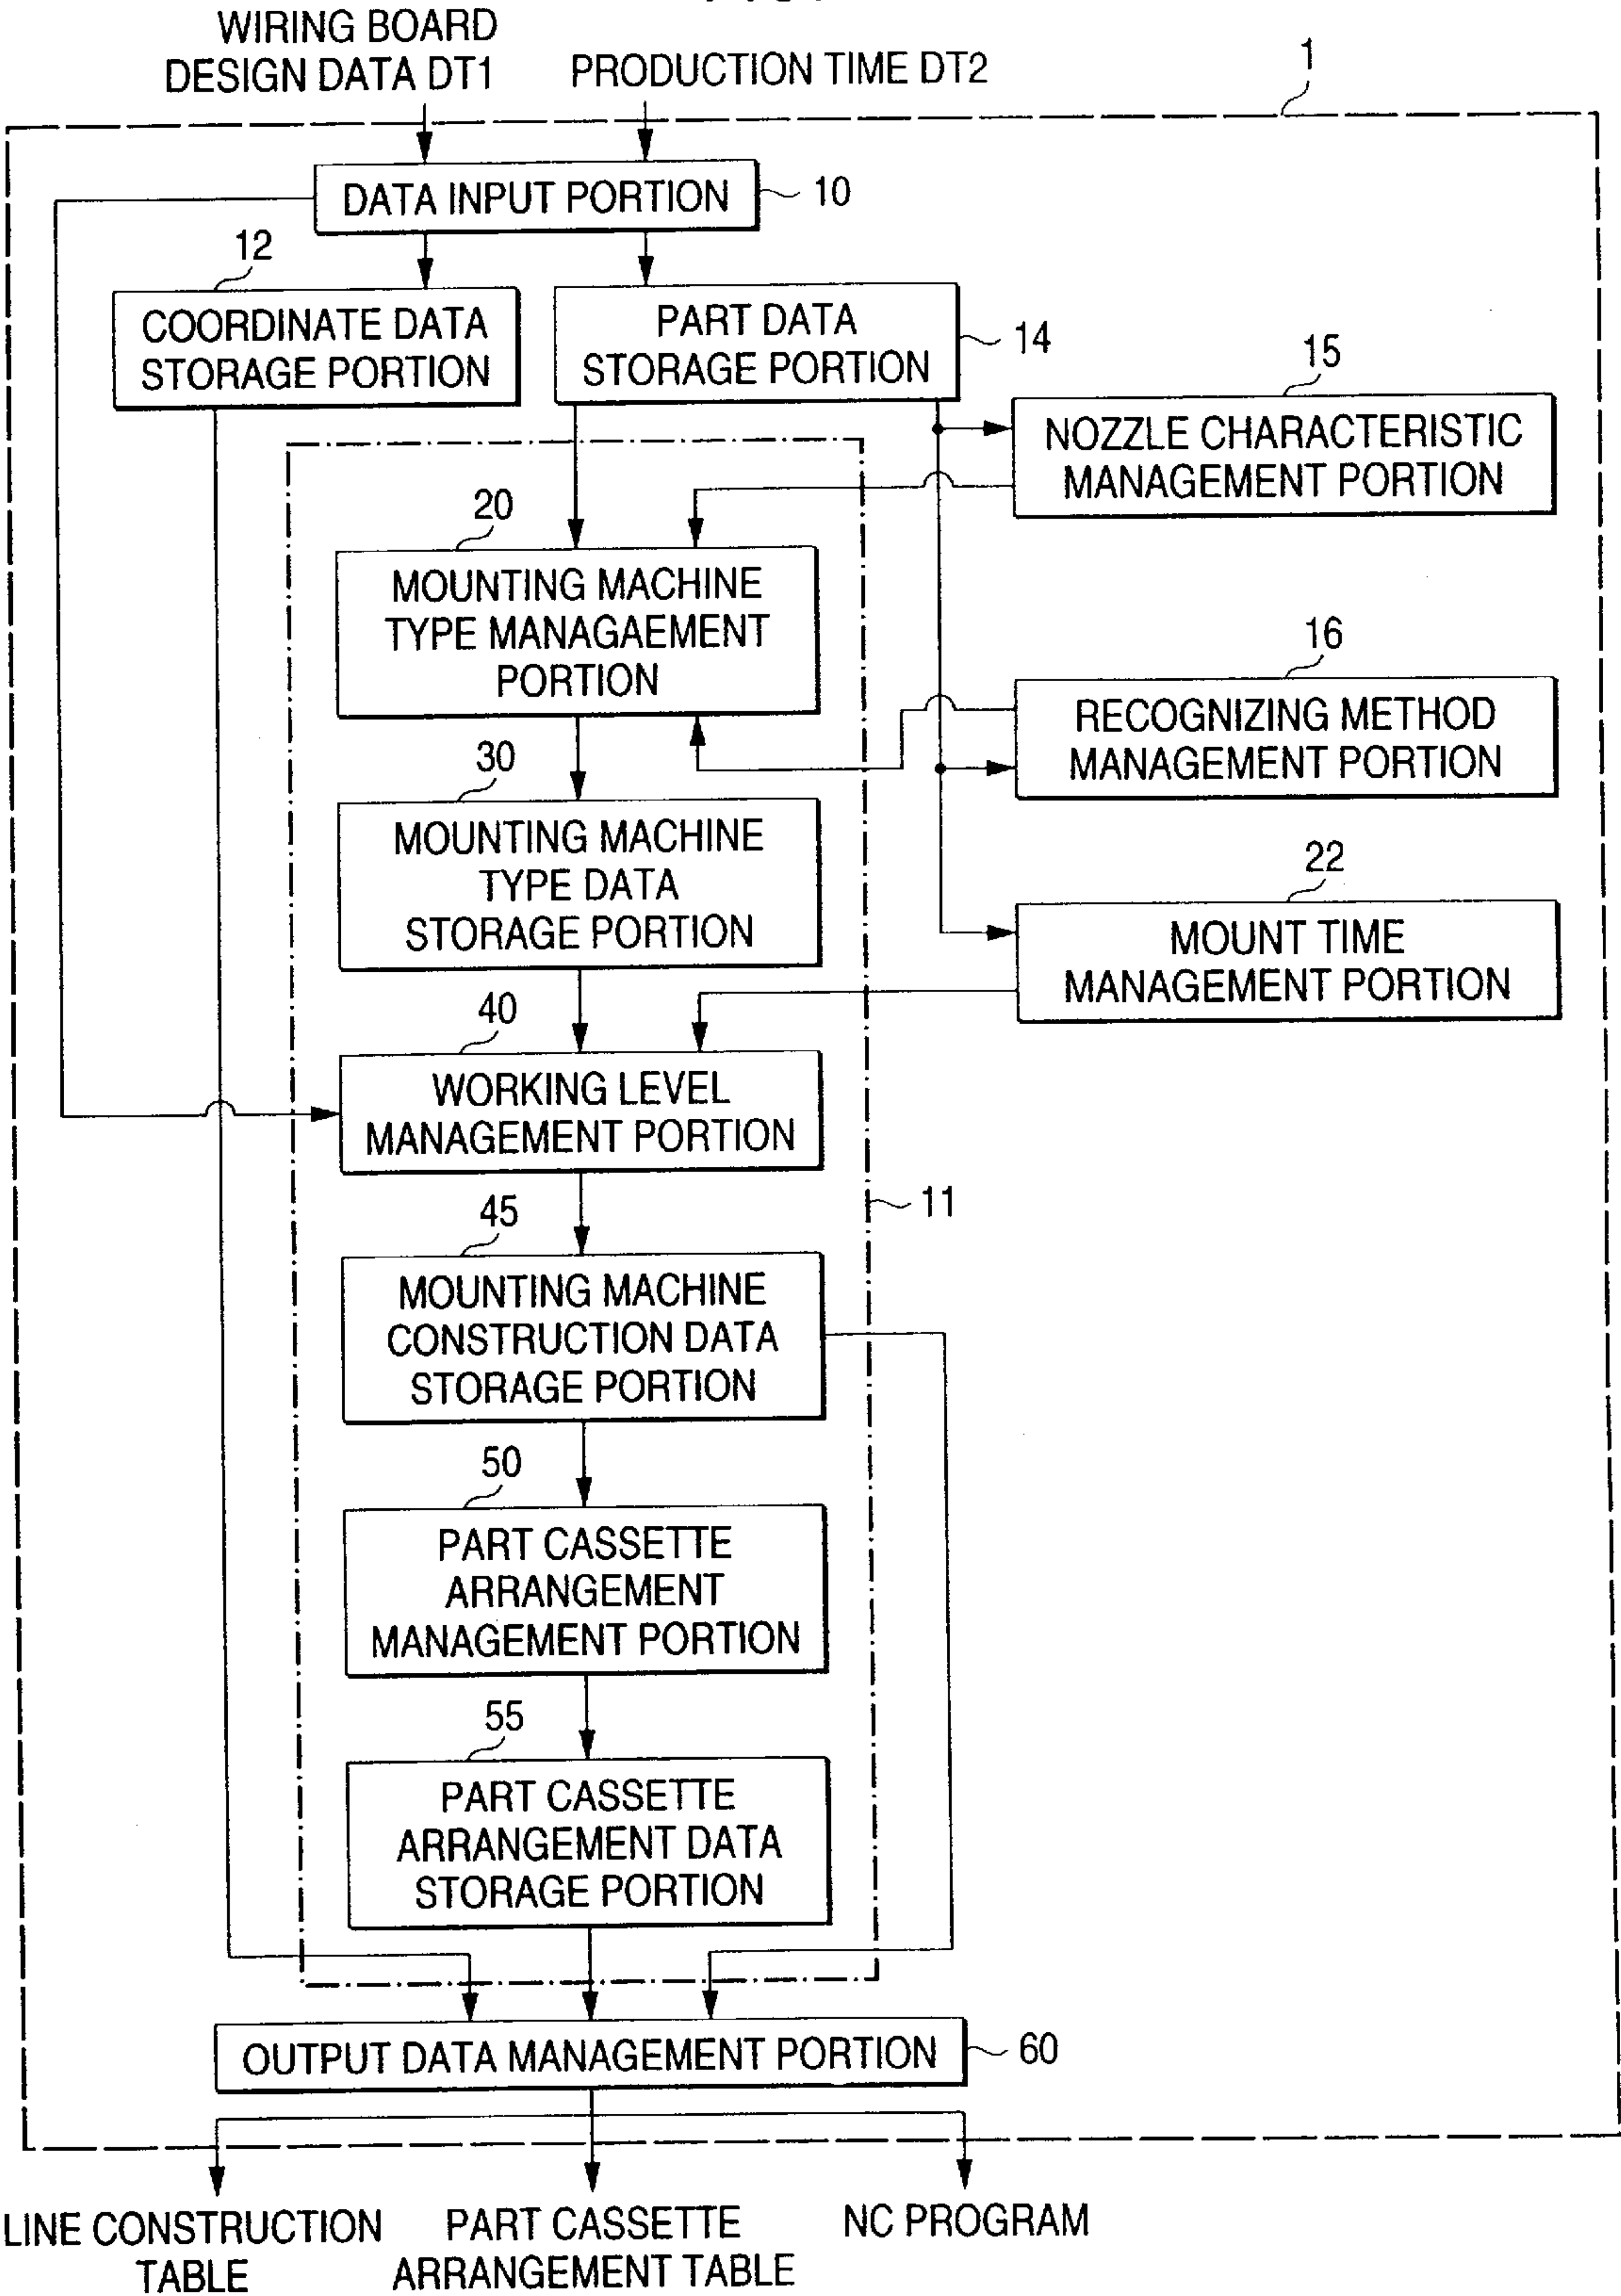 WIRING BOARD
DESIGN DATA DT1
PRODUCTION TIME DT2
1
DATA INPUT PORTION
10
12
COORDINATE DATA
STORAGE PORTION
PART DATA
STORAGE PORTION
14
15
NOZZLE CHARACTERISTIC
MANAGEMENT PORTION
20
MOUNTING MACHINE
TYPE MANAGAEMENT
PORTION
16
RECOGNIZING METHOD
MANAGEMENT PORTION
30
MOUNTING MACHINE
TYPE DATA
STORAGE PORTION
22
MOUNT TIME
MANAGEMENT PORTION
40
WORKING LEVEL
MANAGEMENT PORTION
11
45
MOUNTING MACHINE
CONSTRUCTION DATA
STORAGE PORTION
50
PART CASSETTE
ARRANGEMENT
MANAGEMENT PORTION
55
PART CASSETTE
ARRANGEMENT DATA
STORAGE PORTION
OUTPUT DATA MANAGEMENT PORTION
60
LINE CONSTRUCTION
TABLE
PART CASSETTE
ARRANGEMENT TABLE
NC PROGRAM